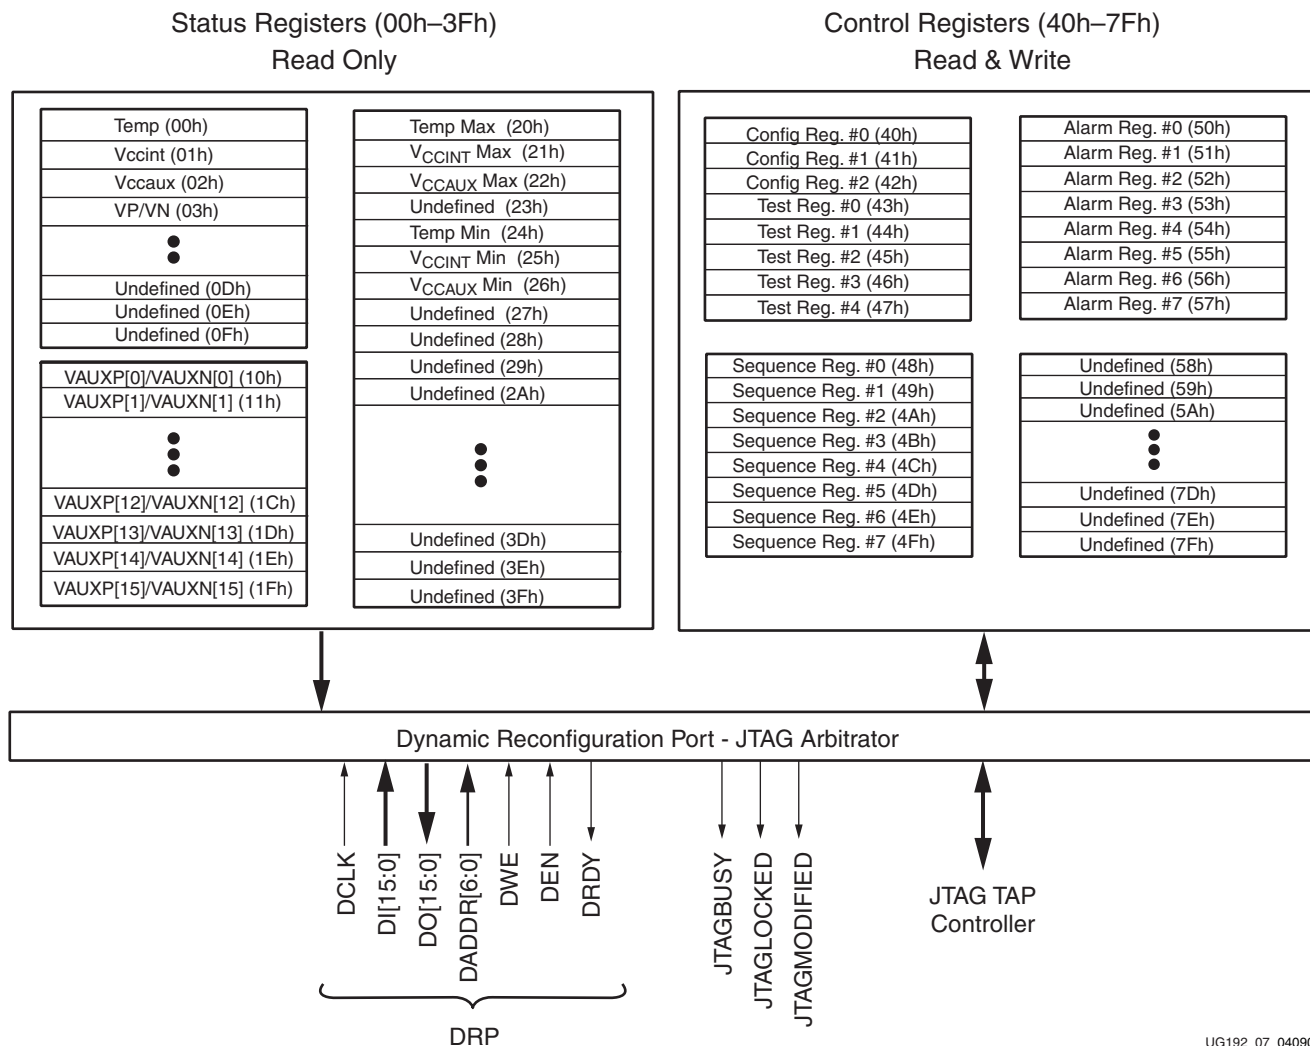 Status Registers (00h–3Fh)
Read Only
Control Registers (40h–7Fh)
Read & Write
Temp (00h)
Vccint (01h)
Vccaux (02h)
VP/VN (03h)
Undefined (0Dh)
Undefined (0Eh)
Undefined (0Fh)
VAUXP[0]/VAUXN[0] (10h)
VAUXP[1]/VAUXN[1] (11h)
VAUXP[12]/VAUXN[12] (1Ch)
VAUXP[13]/VAUXN[13] (1Dh)
VAUXP[14]/VAUXN[14] (1Eh)
VAUXP[15]/VAUXN[15] (1Fh)
Temp Max (20h)
VCCINT Max (21h)
VCCAUX Max (22h)
Undefined (23h)
Temp Min (24h)
VCCINT Min (25h)
VCCAUX Min (26h)
Undefined (27h)
Undefined (28h)
Undefined (29h)
Undefined (2Ah)
Undefined (3Dh)
Undefined (3Eh)
Undefined (3Fh)
Config Reg. #0 (40h)
Config Reg. #1 (41h)
Config Reg. #2 (42h)
Test Reg. #0 (43h)
Test Reg. #1 (44h)
Test Reg. #2 (45h)
Test Reg. #3 (46h)
Test Reg. #4 (47h)
Sequence Reg. #0 (48h)
Sequence Reg. #1 (49h)
Sequence Reg. #2 (4Ah)
Sequence Reg. #3 (4Bh)
Sequence Reg. #4 (4Ch)
Sequence Reg. #5 (4Dh)
Sequence Reg. #6 (4Eh)
Sequence Reg. #7 (4Fh)
Alarm Reg. #0 (50h)
Alarm Reg. #1 (51h)
Alarm Reg. #2 (52h)
Alarm Reg. #3 (53h)
Alarm Reg. #4 (54h)
Alarm Reg. #5 (55h)
Alarm Reg. #6 (56h)
Alarm Reg. #7 (57h)
Undefined (58h)
Undefined (59h)
Undefined (5Ah)
Undefined (7Dh)
Undefined (7Eh)
Undefined (7Fh)
Dynamic Reconfiguration Port - JTAG Arbitrator
DCLK
DI[15:0]
DO[15:0]
DADDR[6:0]
DWE
DEN
DRDY
JTAGBUSY
JTAGLOCKED
JTAGMODIFIED
JTAG TAP
Controller
DRP
UG192_07_04090